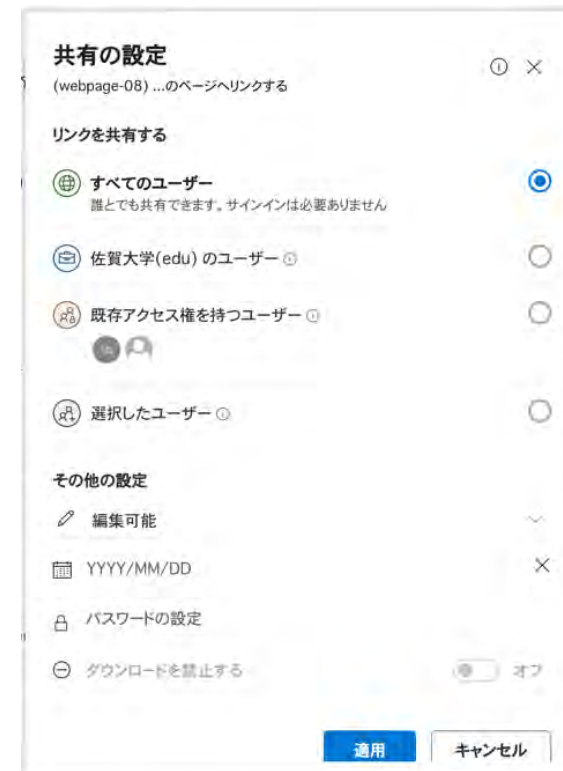 共有の設定
(webpage-08) ...のページへリンクする
リンクを共有する
すべてのユーザー
誰とでも共有できます。サインインは必要ありません
佐賀大学(edu) のユーザー
既存アクセス権を持つユーザー
選択したユーザー
その他の設定
編集可能
YYYY/MM/DD
パスワードの設定
ダウンロードを禁止する オフ
適用 キャンセル